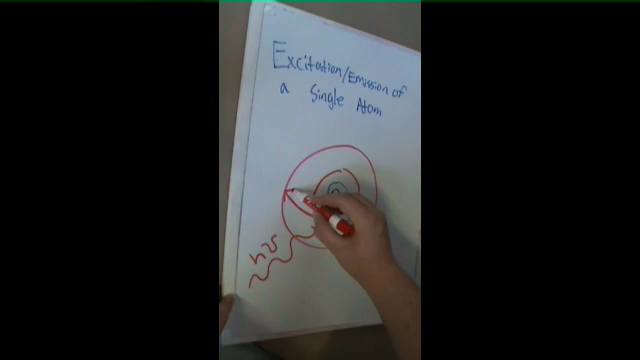 Excitation/Emission of
a Single Atom
hν